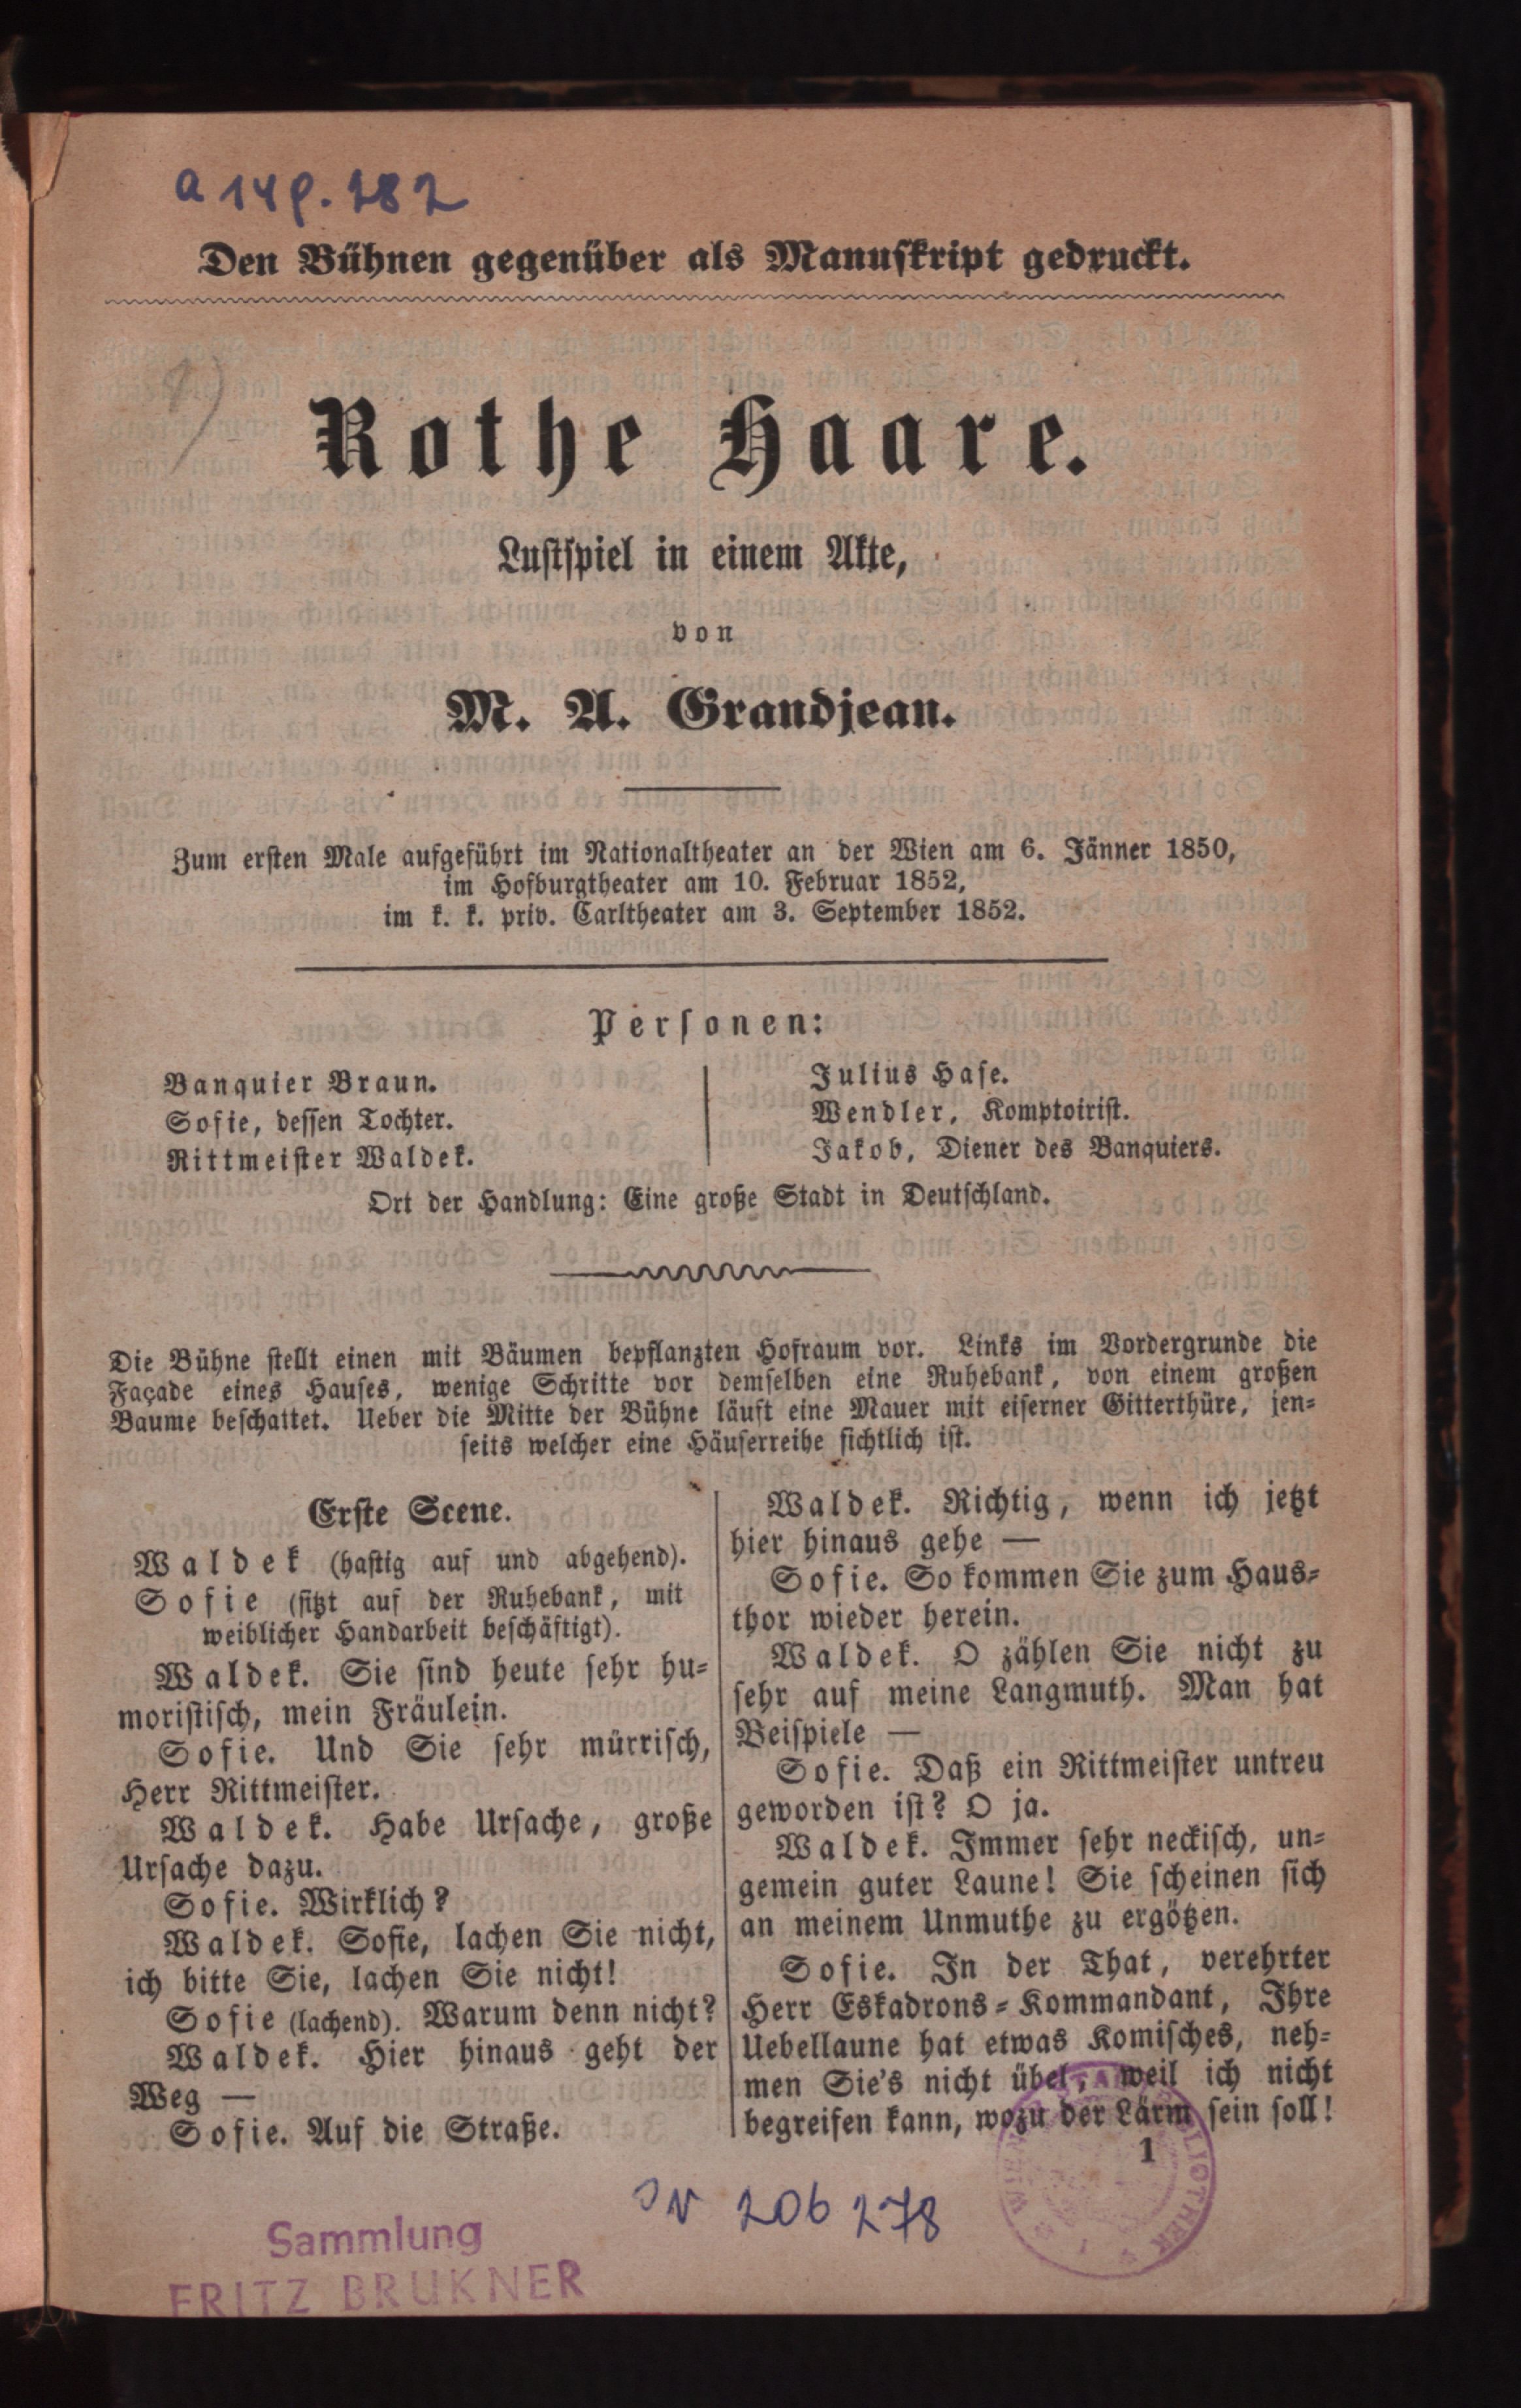 Den Bühnen gegenüber als Manuskript gedruckt.
Rothe Haare.
Lustspiel in einem Akte,
von
M. A. Grandjean.
Zum ersten Male aufgeführt im Nationaltheater an der Wien am 6. Jänner 1850,
im Hofburgtheater am 10. Februar 1852,
im k. k. priv. Carltheater am 3. September 1852.
Personen:
Banquier Braun.
Sofie, dessen Tochter.
Rittmeister Waldek.
Julius Hase.
Wendler, Komptoirist.
Jakob, Diener des Banquiers.
Ort der Handlung: Eine große Stadt in Deutschland.
Die Bühne stellt einen mit Bäumen bepflanzten Hofraum vor. Links im Vordergrunde die
Façade eines Hauses, wenige Schritte vor demselben eine Ruhebank, von einem großen
Baume beschattet. Ueber die Mitte der Bühne läuft eine Mauer mit eiserner Gitterthüre, jen-
seits welcher eine Häuserreihe sichtlich ist.
Erste Scene.
Waldek (hastig auf und abgehend).
Sofie (sitzt auf der Ruhebank, mit
weiblicher Handarbeit beschäftigt).
Waldek. Sie sind heute sehr hu-
moristisch, mein Fräulein.
Sofie. Und Sie sehr mürrisch,
Herr Rittmeister.
Waldek. Habe Ursache, große
Ursache dazu.
Sofie. Wirklich?
Waldek. Sofie, lachen Sie nicht,
ich bitte Sie, lachen Sie nicht!
Sofie (lachend). Warum denn nicht?
Waldek. Hier hinaus geht der
Weg —
Sofie. Auf die Straße.
Waldek. Richtig, wenn ich jetzt
hier hinaus gehe —
Sofie. So kommen Sie zum Haus-
thor wieder herein.
Waldek. O zählen Sie nicht zu
sehr auf meine Langmuth. Man hat
Beispiele —
Sofie. Daß ein Rittmeister untreu
geworden ist? O ja.
Waldek. Immer sehr neckisch, un-
gemein guter Laune! Sie scheinen sich
an meinem Unmuthe zu ergötzen.
Sofie. In der That, verehrter
Herr Eskadrons-Kommandant, Ihre
Uebellaune hat etwas Komisches, neh-
men Sie's nicht übel, weil ich nicht
begreifen kann, wozu der Lärm sein soll!
1
206 278
Sammlung
FRITZ BRUKNER